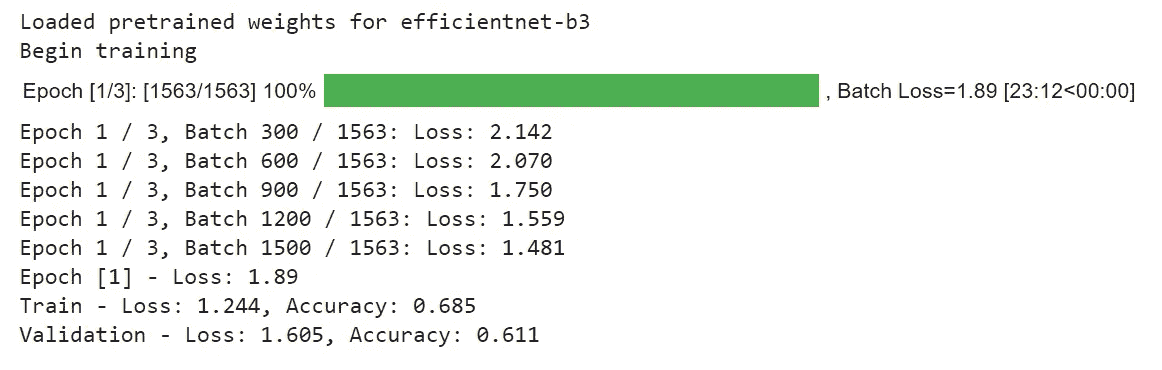 Loaded pretrained weights for efficientnet-b3
Begin training
Epoch [1/3]: [1563/1563] 100% , Batch Loss=1.89 [23:12<00:00]
Epoch 1 / 3, Batch 300 / 1563: Loss: 2.142
Epoch 1 / 3, Batch 600 / 1563: Loss: 2.070
Epoch 1 / 3, Batch 900 / 1563: Loss: 1.750
Epoch 1 / 3, Batch 1200 / 1563: Loss: 1.559
Epoch 1 / 3, Batch 1500 / 1563: Loss: 1.481
Epoch [1] - Loss: 1.89
Train - Loss: 1.244, Accuracy: 0.685
Validation - Loss: 1.605, Accuracy: 0.611